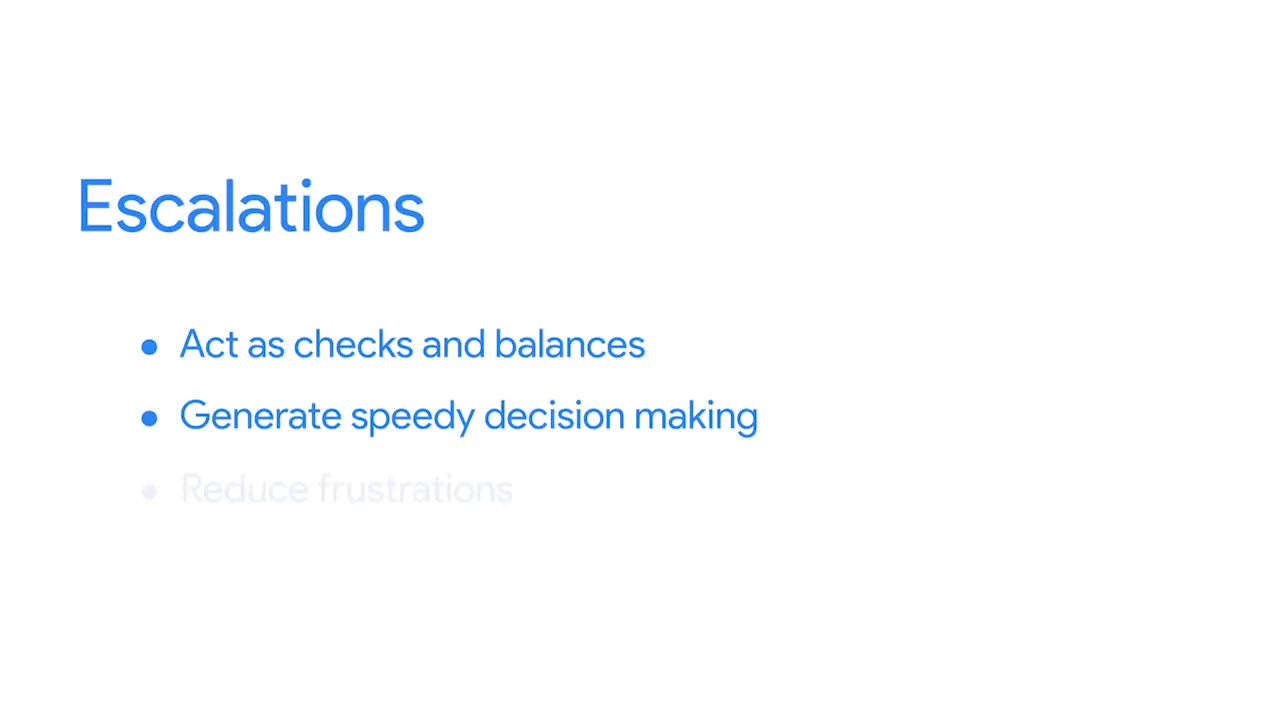 Escalations
• Act as checks and balances
• Generate speedy decision making
• Reduce frustrations